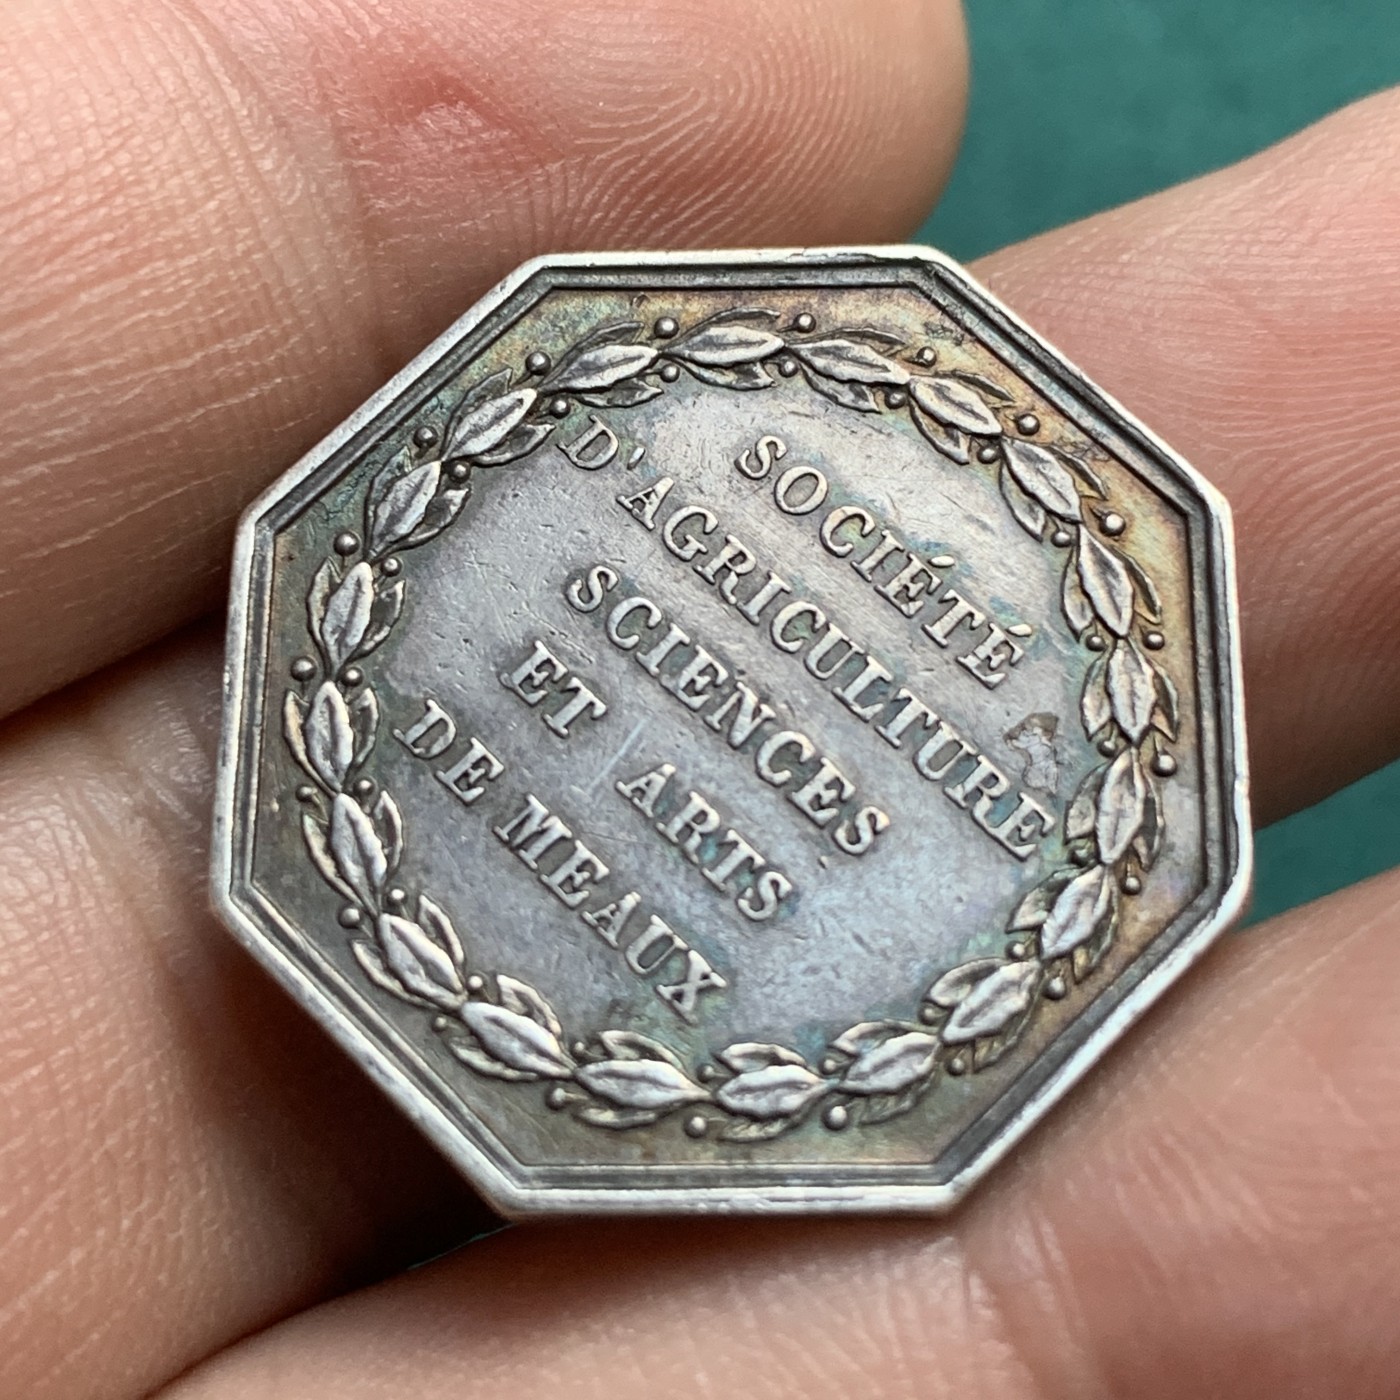 SOCIÉTÉ
D'AGRICULTURE
SCIENCES
ET ARTS
DE MEAUX